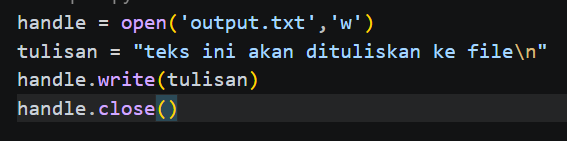 handle = open('output.txt','w')
tulisan = "teks ini akan dituliskan ke file\n"
handle.write(tulisan)
handle.close()